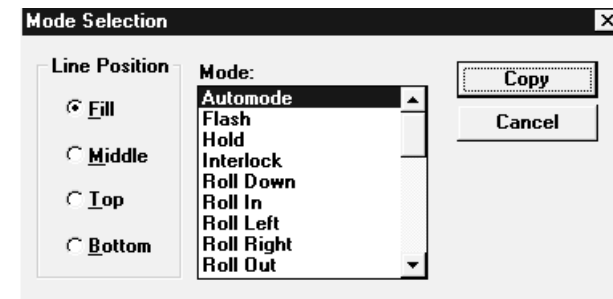 Mode Selection
Line Position
Fill
Middle
Top
Bottom
Mode:
Automode
Flash
Hold
Interlock
Roll Down
Roll In
Roll Left
Roll Right
Roll Out
Copy
Cancel